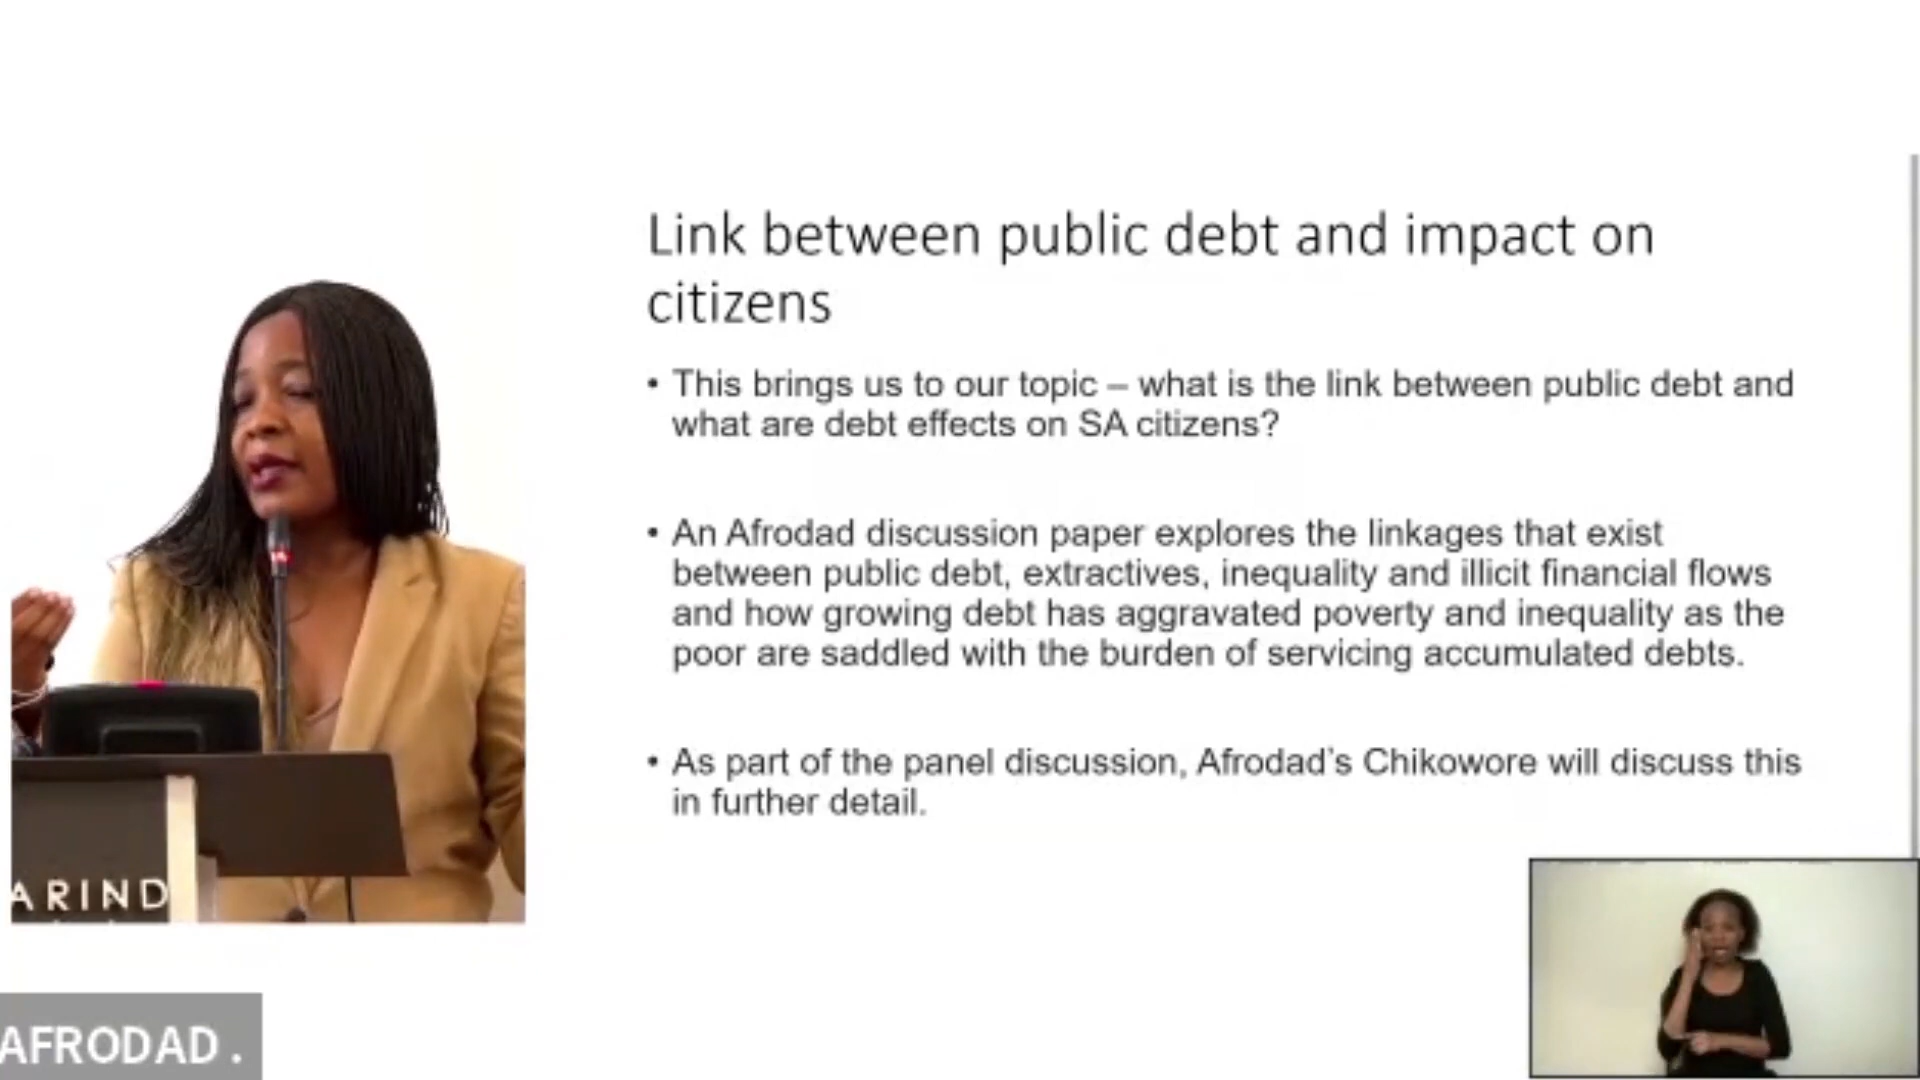 Link between public debt and impact on
citizens
• This brings us to our topic – what is the link between public debt and
what are debt effects on SA citizens?
• An Afrodad discussion paper explores the linkages that exist
between public debt, extractives, inequality and illicit financial flows
and how growing debt has aggravated poverty and inequality as the
poor are saddled with the burden of servicing accumulated debts.
• As part of the panel discussion, Afrodad's Chikowore will discuss this
in further detail.
ARIND
AFRODAD .